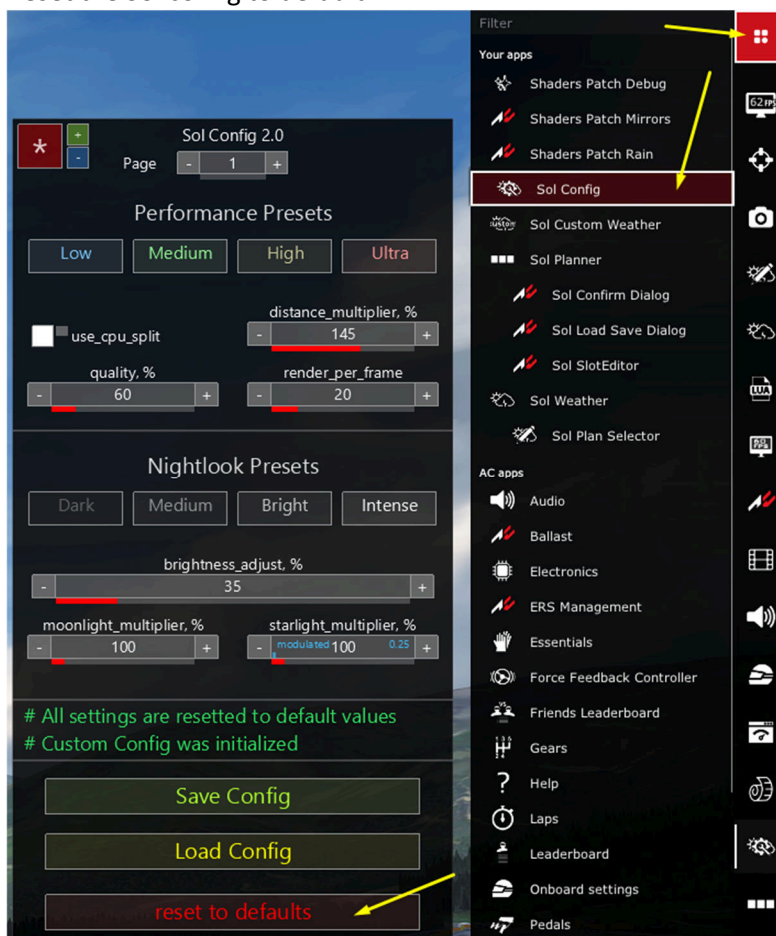 Sol Config 2.0
Page - 1 +
Performance Presets
Low Medium High Ultra
use_cpu_split
distance_multiplier, %
- 145 +
quality, %
- 60 +
render_per_frame
- 20 +
Nightlook Presets
Dark Medium Bright Intense
brightness_adjust, %
- 35 +
moonlight_multiplier, %
- 100 +
starlight_multiplier, %
- modulated 100 0.25 +
# All settings are resetted to default values
# Custom Config was initialized
Save Config
Load Config
reset to defaults
Filter
Your apps
Shaders Patch Debug
Shaders Patch Mirrors
Shaders Patch Rain
Sol Config
Sol Custom Weather
Sol Planner
Sol Confirm Dialog
Sol Load Save Dialog
Sol SlotEditor
Sol Weather
Sol Plan Selector
AC apps
Audio
Ballast
Electronics
ERS Management
Essentials
Force Feedback Controller
Friends Leaderboard
Gears
Help
Laps
Leaderboard
Onboard settings
Pedals
62 FPS
LUA